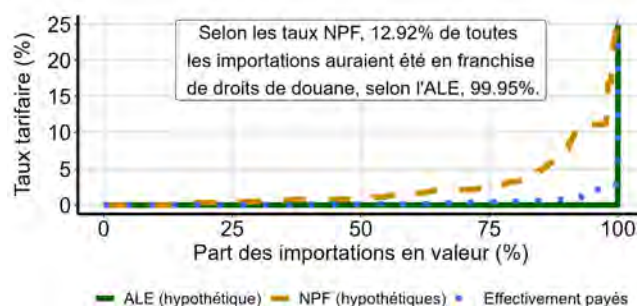 Taux tarifaire (%)
25
20
15
10
5
0
Selon les taux NPF, 12.92% de toutes
les importations auraient été en franchise
de droits de douane, selon l'ALE, 99.95%.
0 25 50 75 100
Part des importations en valeur (%)
ALE (hypothétique) NPF (hypothétiques) Effectivement payés